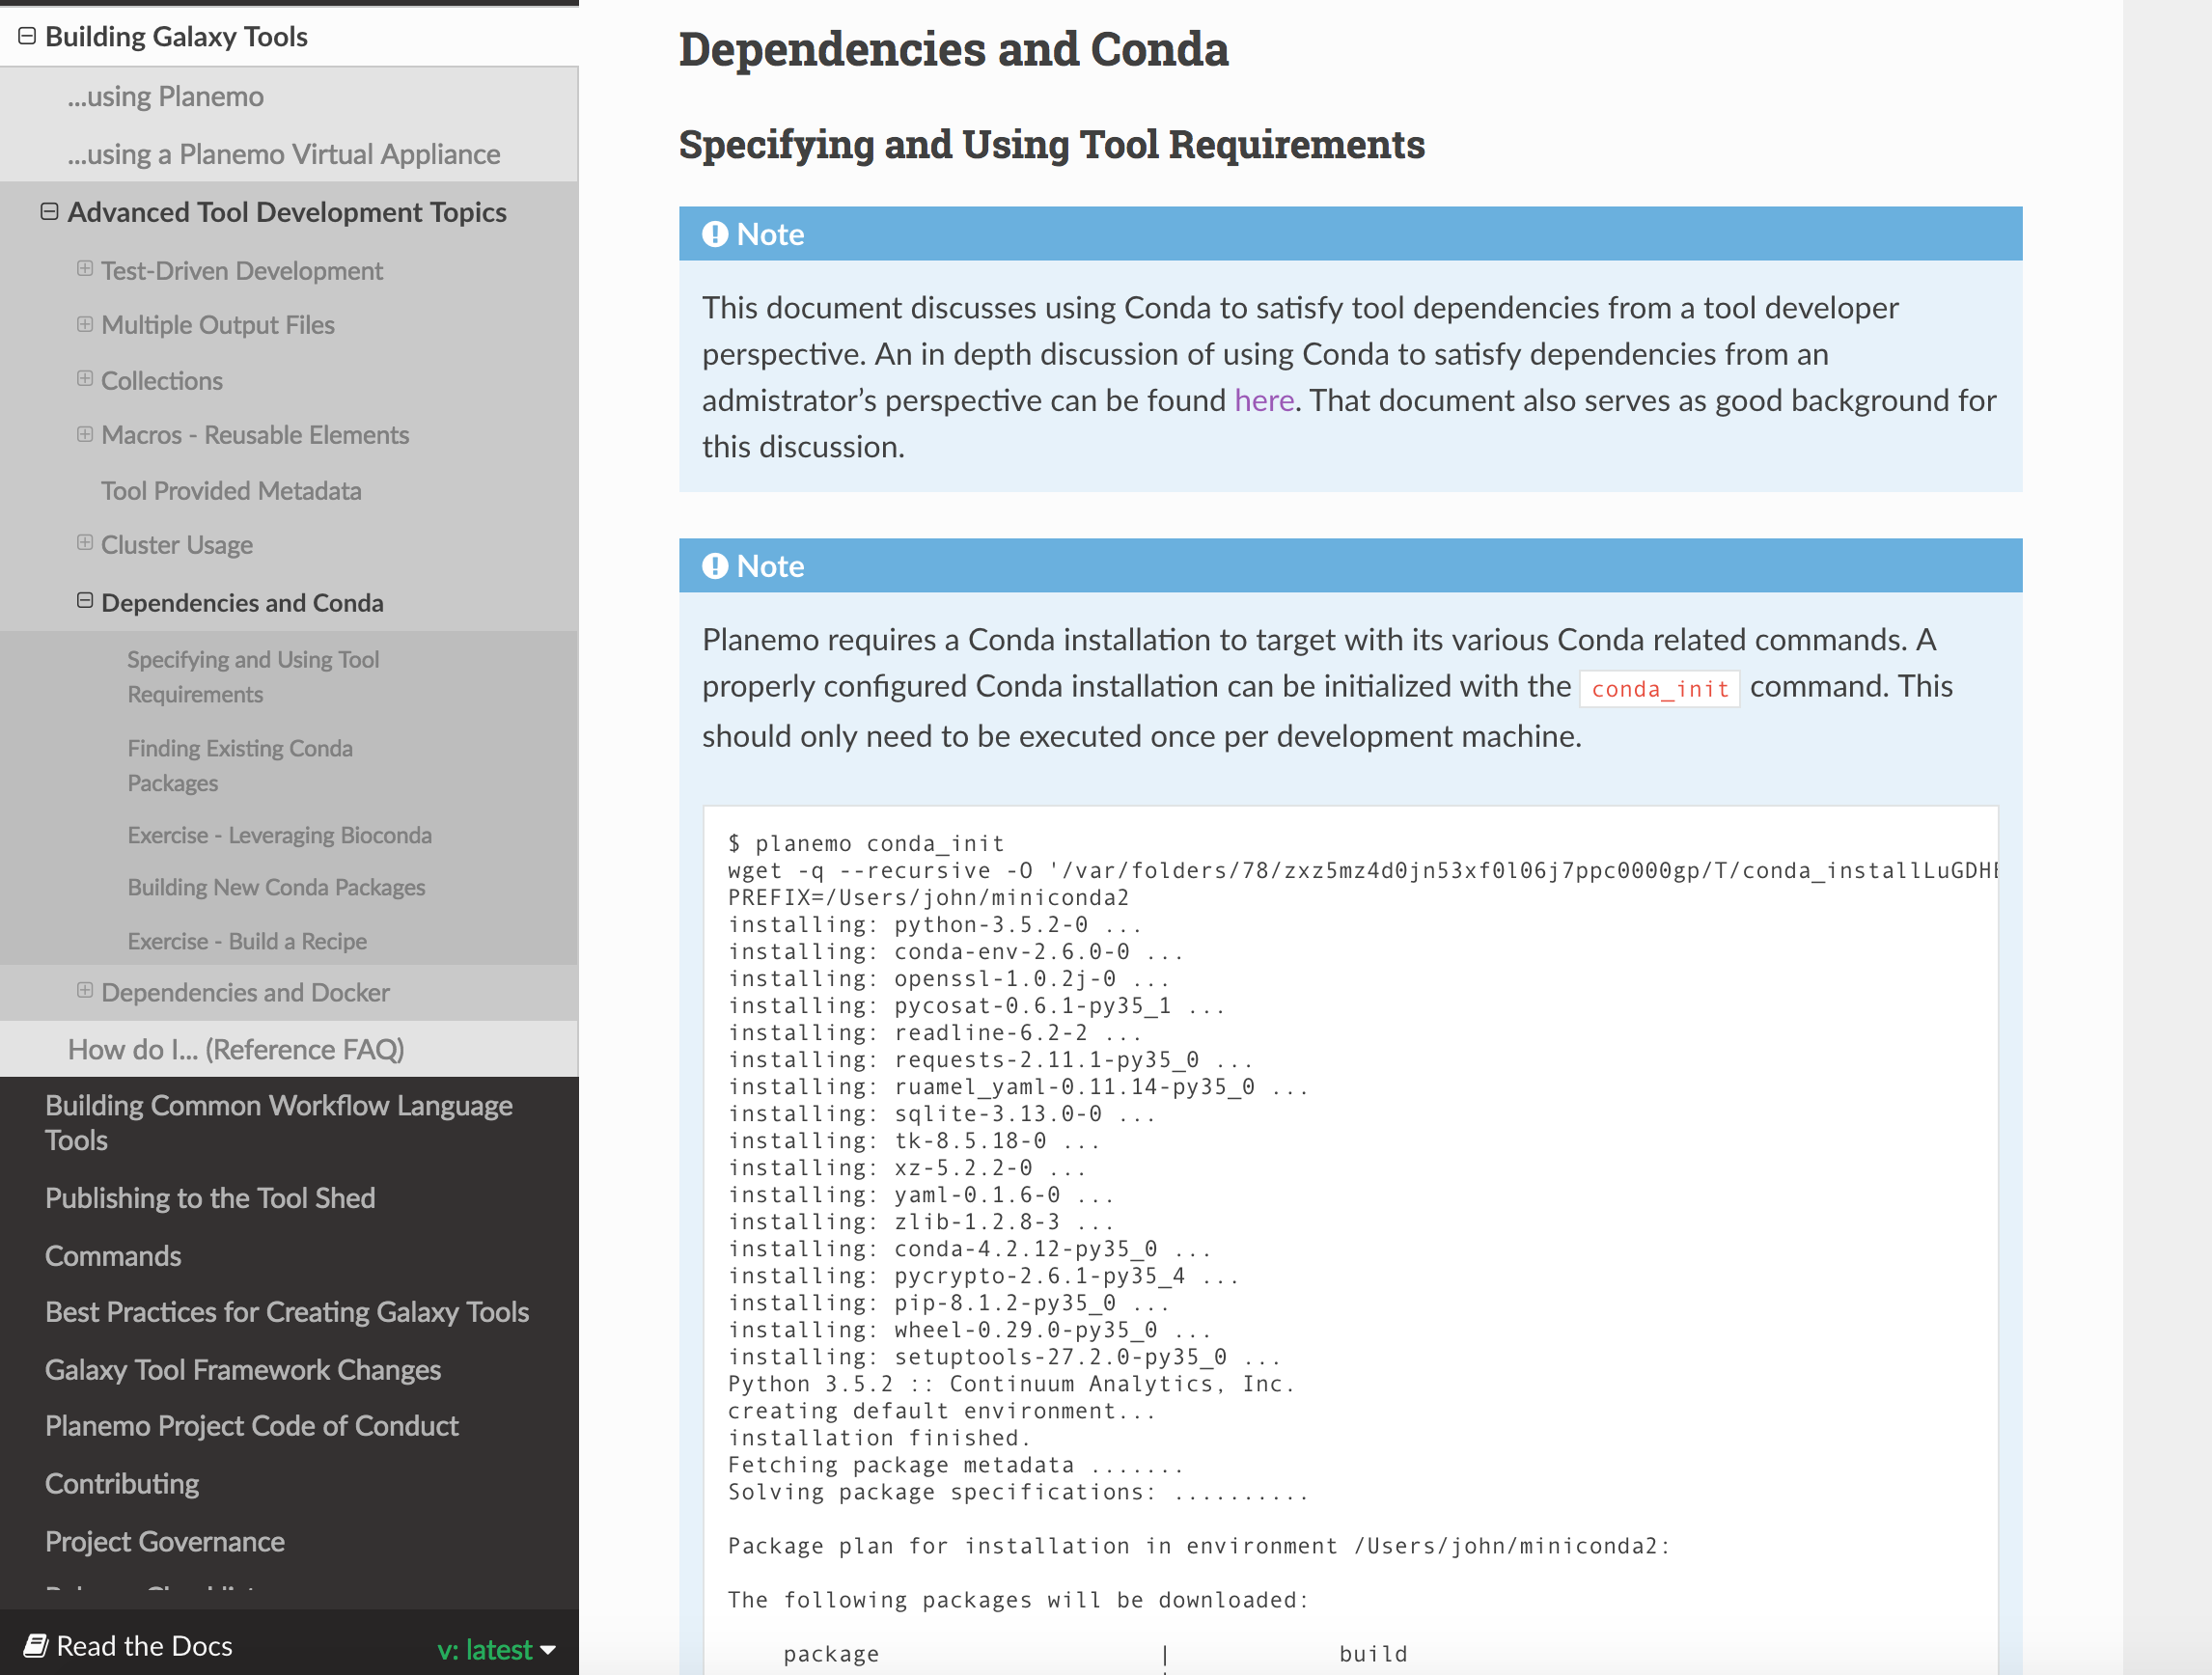 Building Galaxy Tools
...using Planemo
...using a Planemo Virtual Appliance
Advanced Tool Development Topics
Test-Driven Development
Multiple Output Files
Collections
Macros - Reusable Elements
Tool Provided Metadata
Cluster Usage
Dependencies and Conda
Specifying and Using Tool
Requirements
Finding Existing Conda
Packages
Exercise - Leveraging Bioconda
Building New Conda Packages
Exercise - Build a Recipe
Dependencies and Docker
How do I... (Reference FAQ)
Building Common Workflow Language
Tools
Publishing to the Tool Shed
Commands
Best Practices for Creating Galaxy Tools
Galaxy Tool Framework Changes
Planemo Project Code of Conduct
Contributing
Project Governance
Read the Docs
v: latest
Dependencies and Conda
Specifying and Using Tool Requirements
Note
This document discusses using Conda to satisfy tool dependencies from a tool developer
perspective. An in depth discussion of using Conda to satisfy dependencies from an
admistrator’s perspective can be found here. That document also serves as good background for
this discussion.
Note
Planemo requires a Conda installation to target with its various Conda related commands. A
properly configured Conda installation can be initialized with the conda_init command. This
should only need to be executed once per development machine.
$ planemo conda_init
wget -q --recursive -O '/var/folders/78/zxz5mz4d0jn53xf0l06j7ppc0000gp/T/conda_installLuGDH
PREFIX=/Users/john/miniconda2
installing: python-3.5.2-0 ...
installing: conda-env-2.6.0-0 ...
installing: openssl-1.0.2j-0 ...
installing: pycosat-0.6.1-py35_1 ...
installing: readline-6.2-2 ...
installing: requests-2.11.1-py35_0 ...
installing: ruamel_yaml-0.11.14-py35_0 ...
installing: sqlite-3.13.0-0 ...
installing: tk-8.5.18-0 ...
installing: xz-5.2.2-0 ...
installing: yaml-0.1.6-0 ...
installing: zlib-1.2.8-3 ...
installing: conda-4.2.12-py35_0 ...
installing: pycrypto-2.6.1-py35_4 ...
installing: pip-8.1.2-py35_0 ...
installing: wheel-0.29.0-py35_0 ...
installing: setuptools-27.2.0-py35_0 ...
Python 3.5.2 :: Continuum Analytics, Inc.
creating default environment...
installation finished.
Fetching package metadata .......
Solving package specifications: ..........
Package plan for installation in environment /Users/john/miniconda2:
The following packages will be downloaded:
package | build